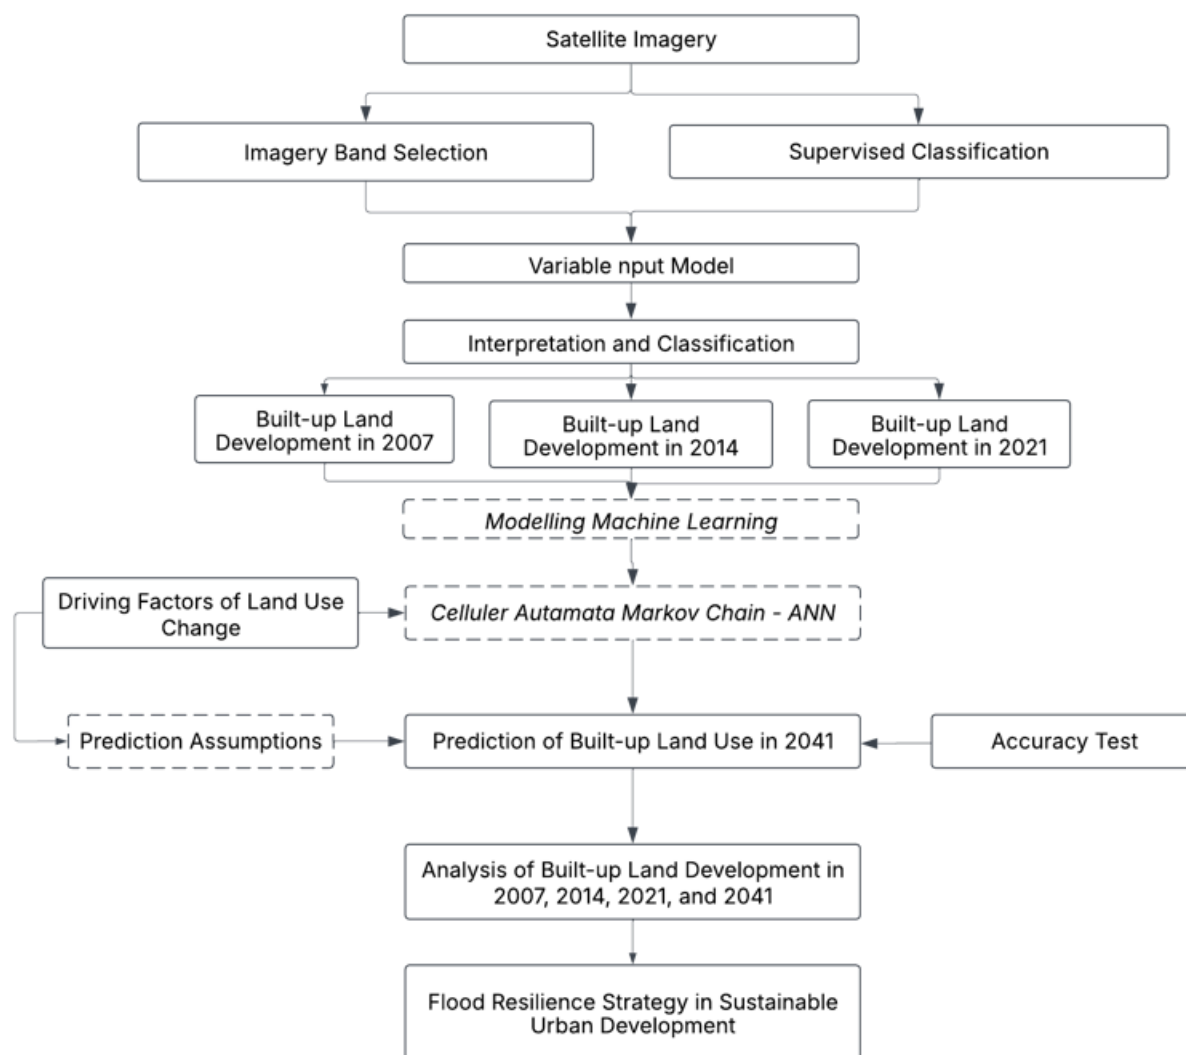 Satellite Imagery
Imagery Band Selection
Supervised Classification
Variable nput Model
Interpretation and Classification
Built-up Land
Development in 2007
Built-up Land
Development in 2014
Built-up Land
Development in 2021
Modelling Machine Learning
Driving Factors of Land Use
Change
Celluler Autamata Markov Chain - ANN
Prediction Assumptions
Prediction of Built-up Land Use in 2041
Accuracy Test
Analysis of Built-up Land Development in
2007, 2014, 2021, and 2041
Flood Resilience Strategy in Sustainable
Urban Development